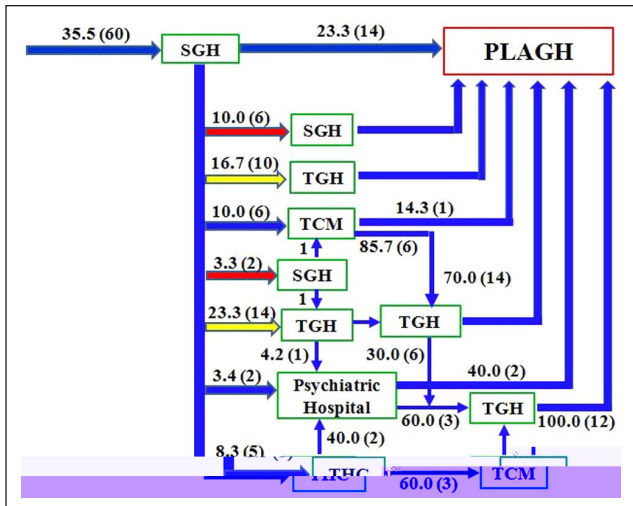 35.5 (60)
SGH
23.3 (14)
PLAGH
10.0 (6)
SGH
16.7 (10)
TGH
10.0 (6)
TCM
14.3 (1)
1
85.7 (6)
3.3 (2)
SGH
70.0 (14)
1
23.3 (14)
TGH
TGH
4.2 (1)
30.0 (6)
3.4 (2)
Psychiatric
Hospital
40.0 (2)
60.0 (3)
TGH
100.0 (12)
40.0 (2)
8.3 (5)
THC
60.0 (3)
TCM